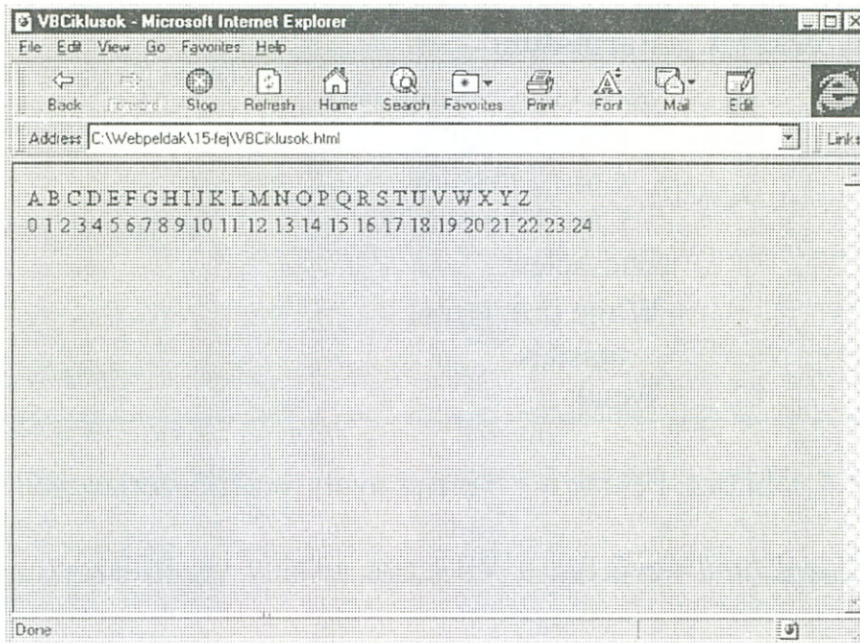 VBCiklusok - Microsoft Internet Explorer
File Edit View Go Favorites Help
Back Forward Stop Refresh Home Search Favorites Print Font Mail Edit
Address C:\Webpeldak\15-fej\VBCiklusok.html Links
A B C D E F G H I J K L M N O P Q R S T U V W X Y Z
0 1 2 3 4 5 6 7 8 9 10 11 12 13 14 15 16 17 18 19 20 21 22 23 24
Done